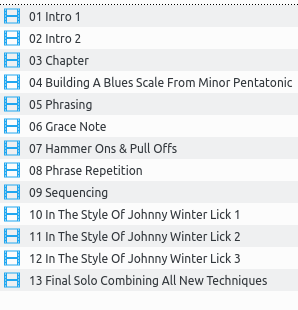 01 Intro 1
02 Intro 2
03 Chapter
04 Building A Blues Scale From Minor Pentatonic
05 Phrasing
06 Grace Note
07 Hammer Ons & Pull Offs
08 Phrase Repetition
09 Sequencing
10 In The Style Of Johnny Winter Lick 1
11 In The Style Of Johnny Winter Lick 2
12 In The Style Of Johnny Winter Lick 3
13 Final Solo Combining All New Techniques